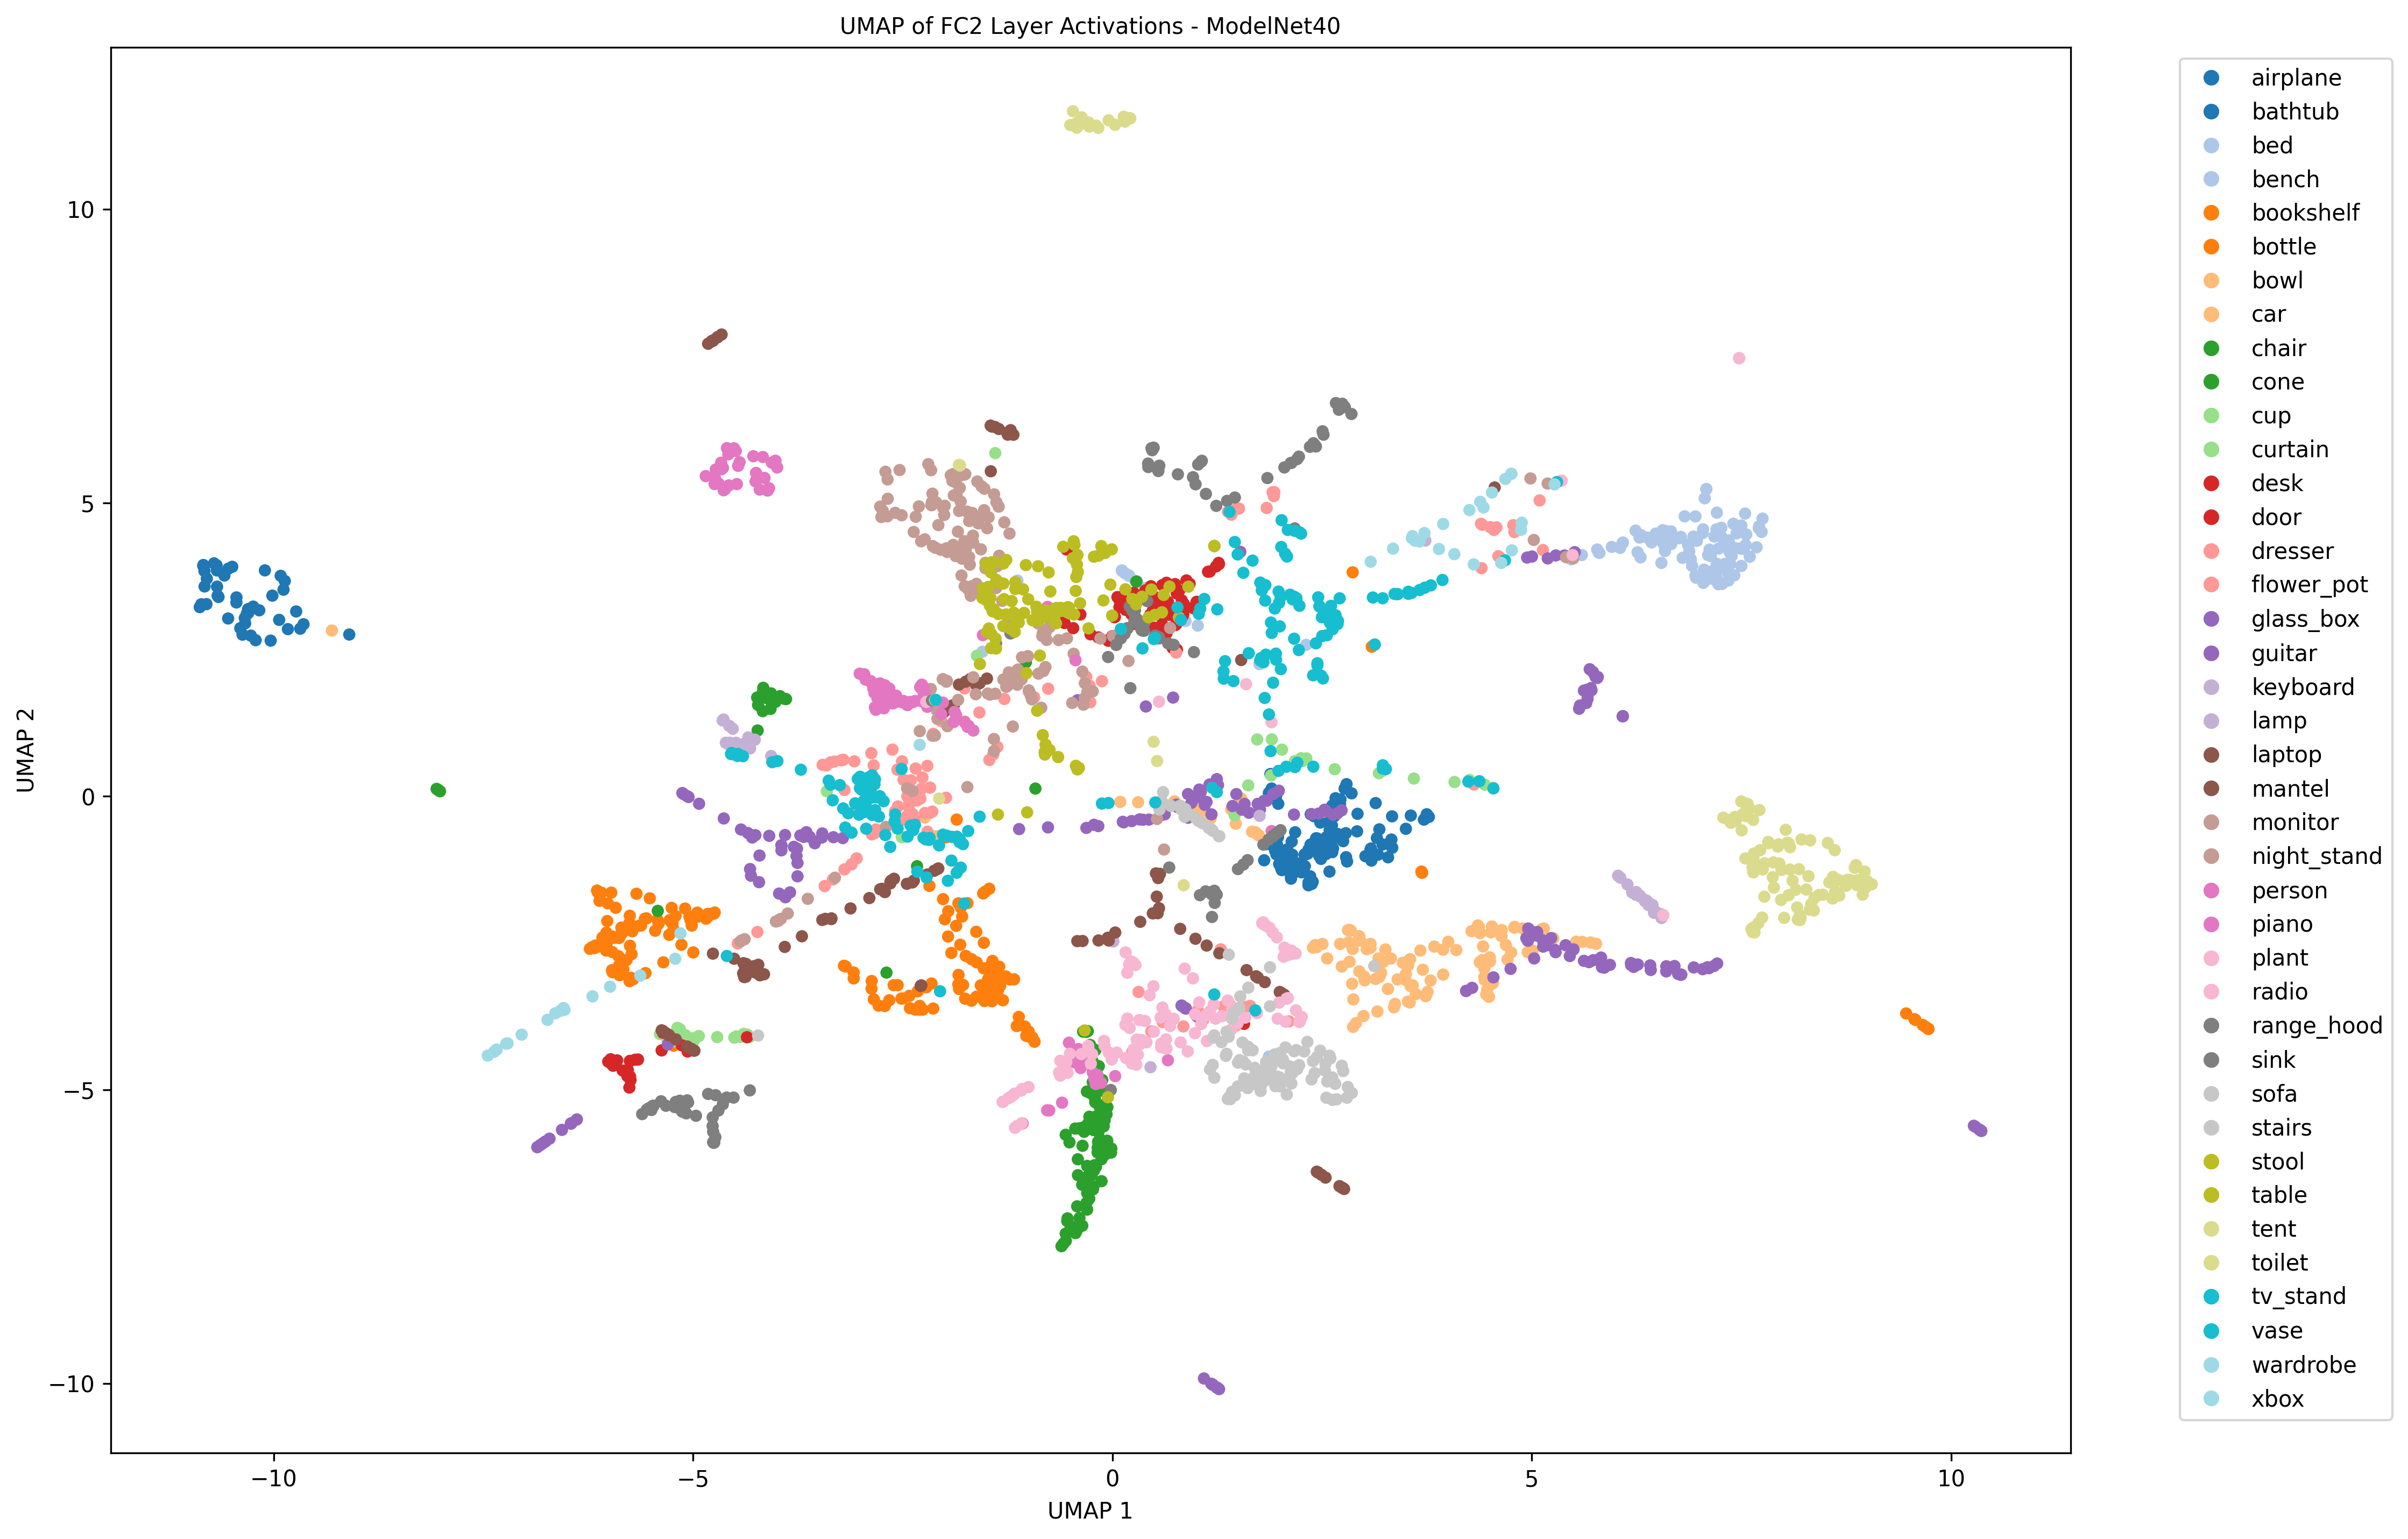 UMAP of FC2 Layer Activations - ModelNet40
UMAP 2
10
5
0
−5
−10
−10
−5
0
5
10
UMAP 1
airplane
bathtub
bed
bench
bookshelf
bottle
bowl
car
chair
cone
cup
curtain
desk
door
dresser
flower_pot
glass_box
guitar
keyboard
lamp
laptop
mantel
monitor
night_stand
person
piano
plant
radio
range_hood
sink
sofa
stairs
stool
table
tent
toilet
tv_stand
vase
wardrobe
xbox